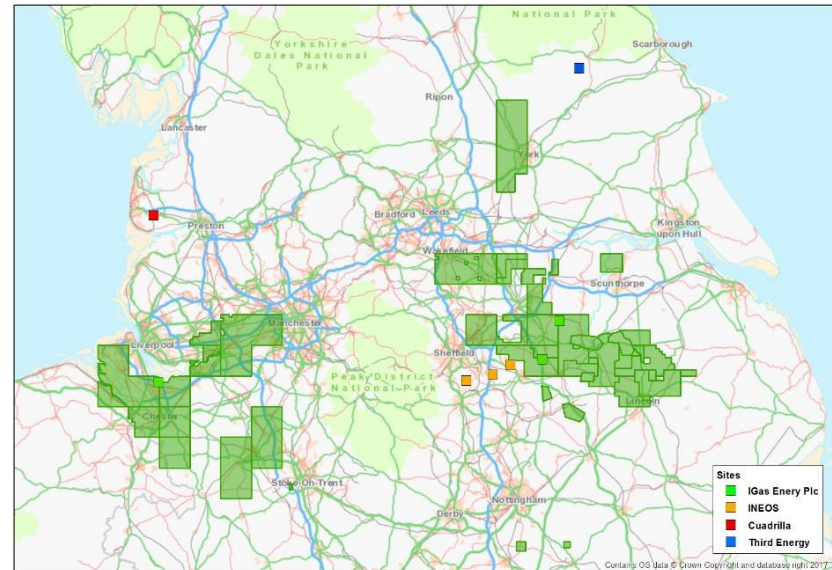 National Park
Scarborough
Yorkshire
Dales National
Park
Ripon
Lancaster
York
Preston
Bradford
Leeds
Kingston
upon Hull
Wakefield
Scunthorpe
Manchester
Liverpool
Sheffield
Peak District
National Park
Chester
Lincoln
Stoke-On-Trent
Nottingham
Derby
Sites
IGas Enery Plc
INEOS
Cuadrilla
Third Energy
Contains OS data © Crown Copyright and database right 2017